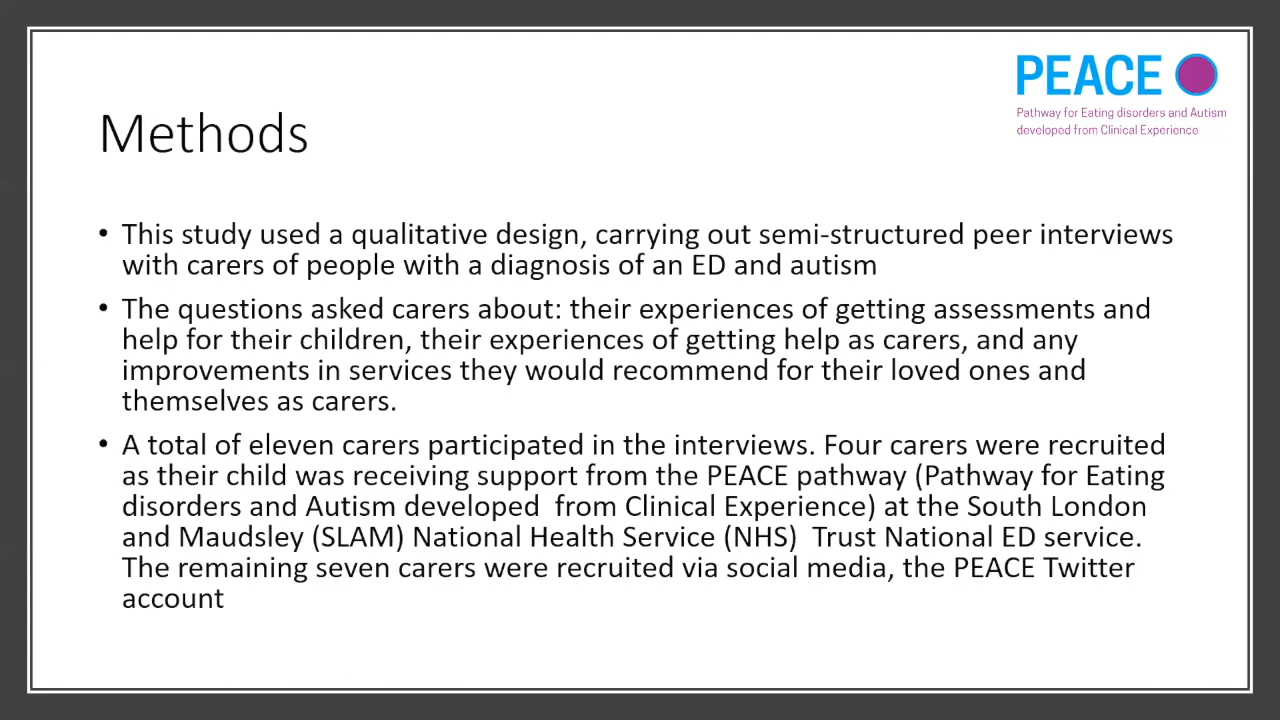 PEACE
Pathway for Eating disorders and Autism
developed from Clinical Experience
Methods
• This study used a qualitative design, carrying out semi-structured peer interviews
with carers of people with a diagnosis of an ED and autism
• The questions asked carers about: their experiences of getting assessments and
help for their children, their experiences of getting help as carers, and any
improvements in services they would recommend for their loved ones and
themselves as carers.
• A total of eleven carers participated in the interviews. Four carers were recruited
as their child was receiving support from the PEACE pathway (Pathway for Eating
disorders and Autism developed  from Clinical Experience) at the South London
and Maudsley (SLAM) National Health Service (NHS)  Trust National ED service.
The remaining seven carers were recruited via social media, the PEACE Twitter
account